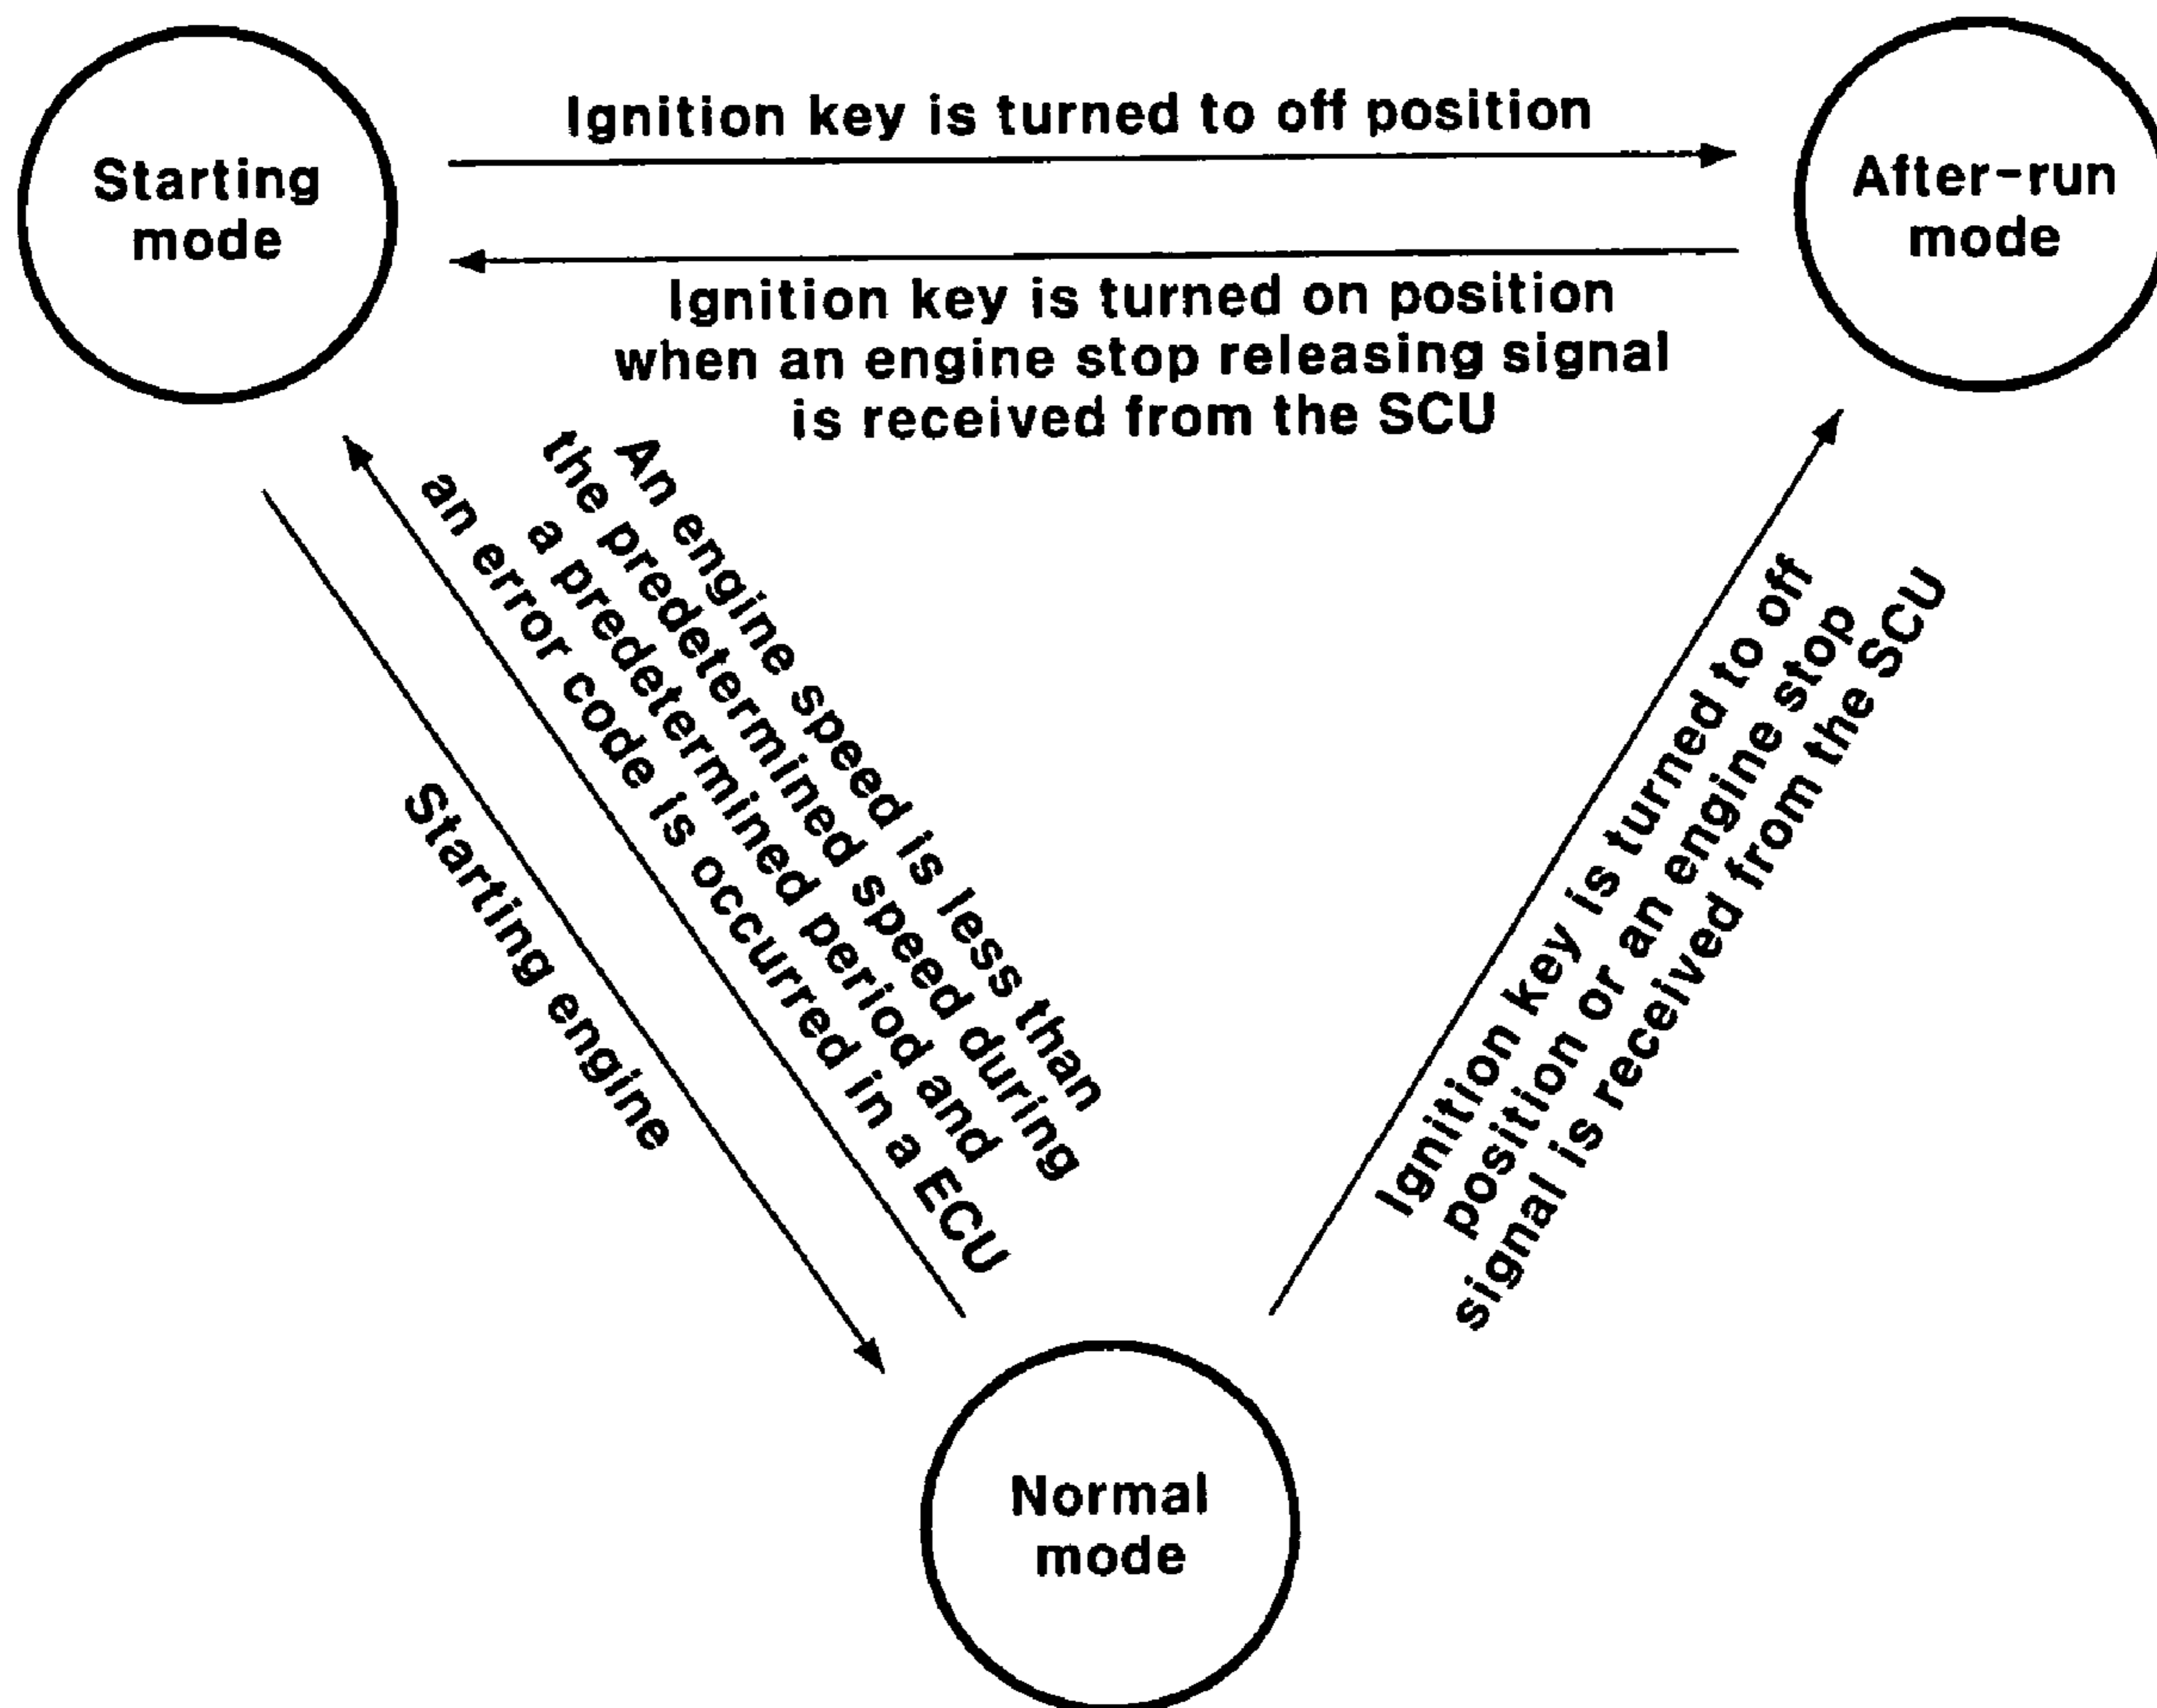 Ignition key is turned to off position
Starting
mode
After-run
mode
Ignition key is turned on position
when an engine stop releasing signal
is received from the SCU
An engine speed is less than
the predetermined speed during
a predetermined period and
an error code is occurred in a ECU
Starting engine
Ignition key is turned to off
position or an engine stop
signal is received from the SCU
Normal
mode